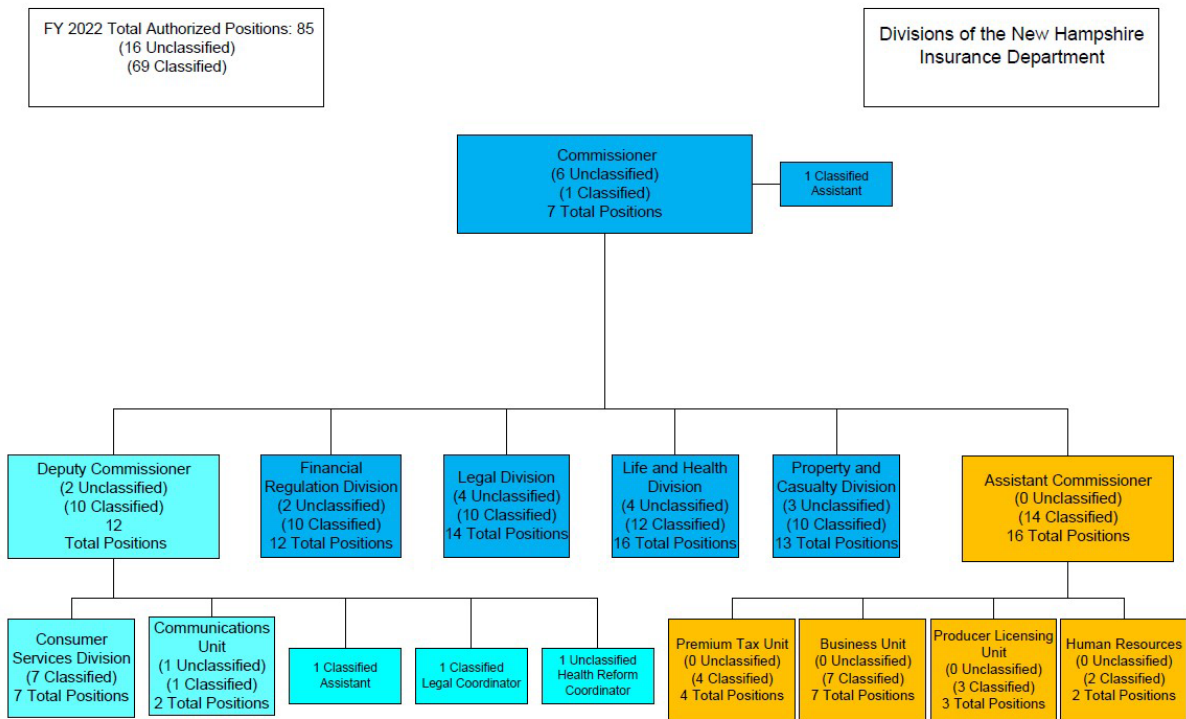 FY 2022 Total Authorized Positions: 85
(16 Unclassified)
(69 Classified)
Divisions of the New Hampshire
Insurance Department
Commissioner
(6 Unclassified)
(1 Classified)
7 Total Positions
1 Classified
Assistant
Deputy Commissioner
(2 Unclassified)
(10 Classified)
12
Total Positions
Financial
Regulation Division
(2 Unclassified)
(10 Classified)
12 Total Positions
Legal Division
(4 Unclassified)
(10 Classified)
14 Total Positions
Life and Health
Division
(4 Unclassified)
(12 Classified)
16 Total Positions
Property and
Casualty Division
(3 Unclassified)
(10 Classified)
13 Total Positions
Assistant Commissioner
(0 Unclassified)
(14 Classified)
16 Total Positions
Consumer
Services Division
(7 Classified)
7 Total Positions
Communications
Unit
(1 Unclassified)
(1 Classified)
2 Total Positions
1 Classified
Assistant
1 Classified
Legal Coordinator
1 Unclassified
Health Reform
Coordinator
Premium Tax Unit
(0 Unclassified)
(4 Classified)
4 Total Positions
Business Unit
(0 Unclassified)
(7 Classified)
7 Total Positions
Producer Licensing
Unit
(0 Unclassified)
(3 Classified)
3 Total Positions
Human Resources
(0 Unclassified)
(2 Classified)
2 Total Positions